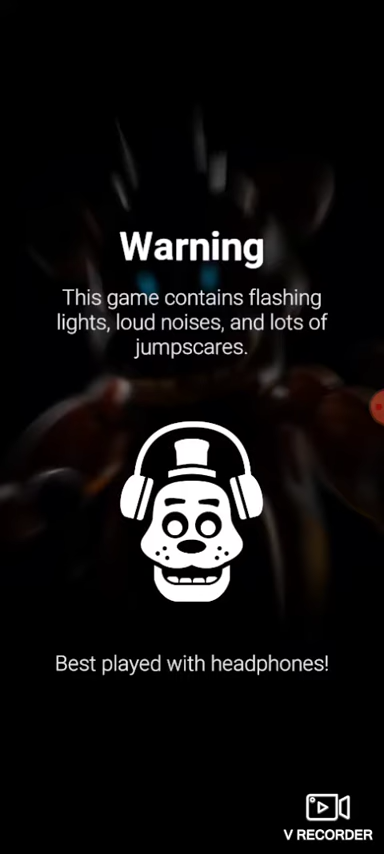 Warning
This game contains flashing
lights, loud noises, and lots of
jumpscares.
Best played with headphones!
V RECORDER